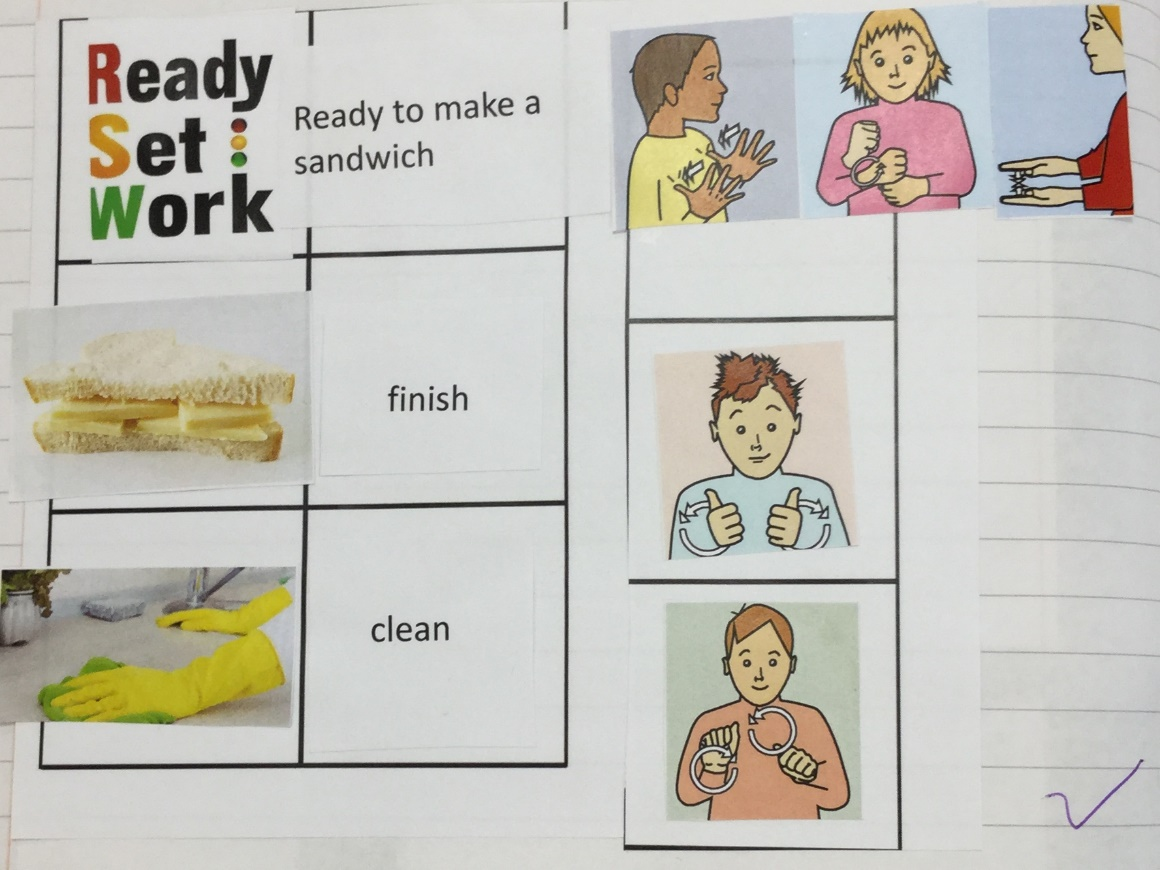 Ready
Set
Work
Ready to make a
sandwich
finish
clean